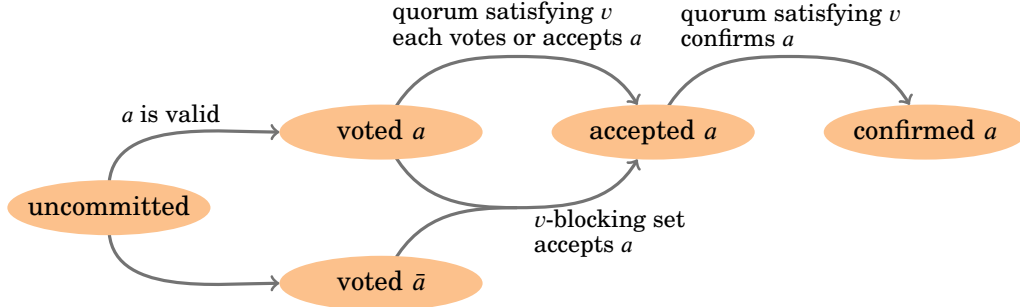 quorum satisfying v
each votes or accepts a
quorum satisfying v
confirms a
a is valid
voted a
accepted a
confirmed a
uncommitted
v-blocking set
accepts a
voted ā